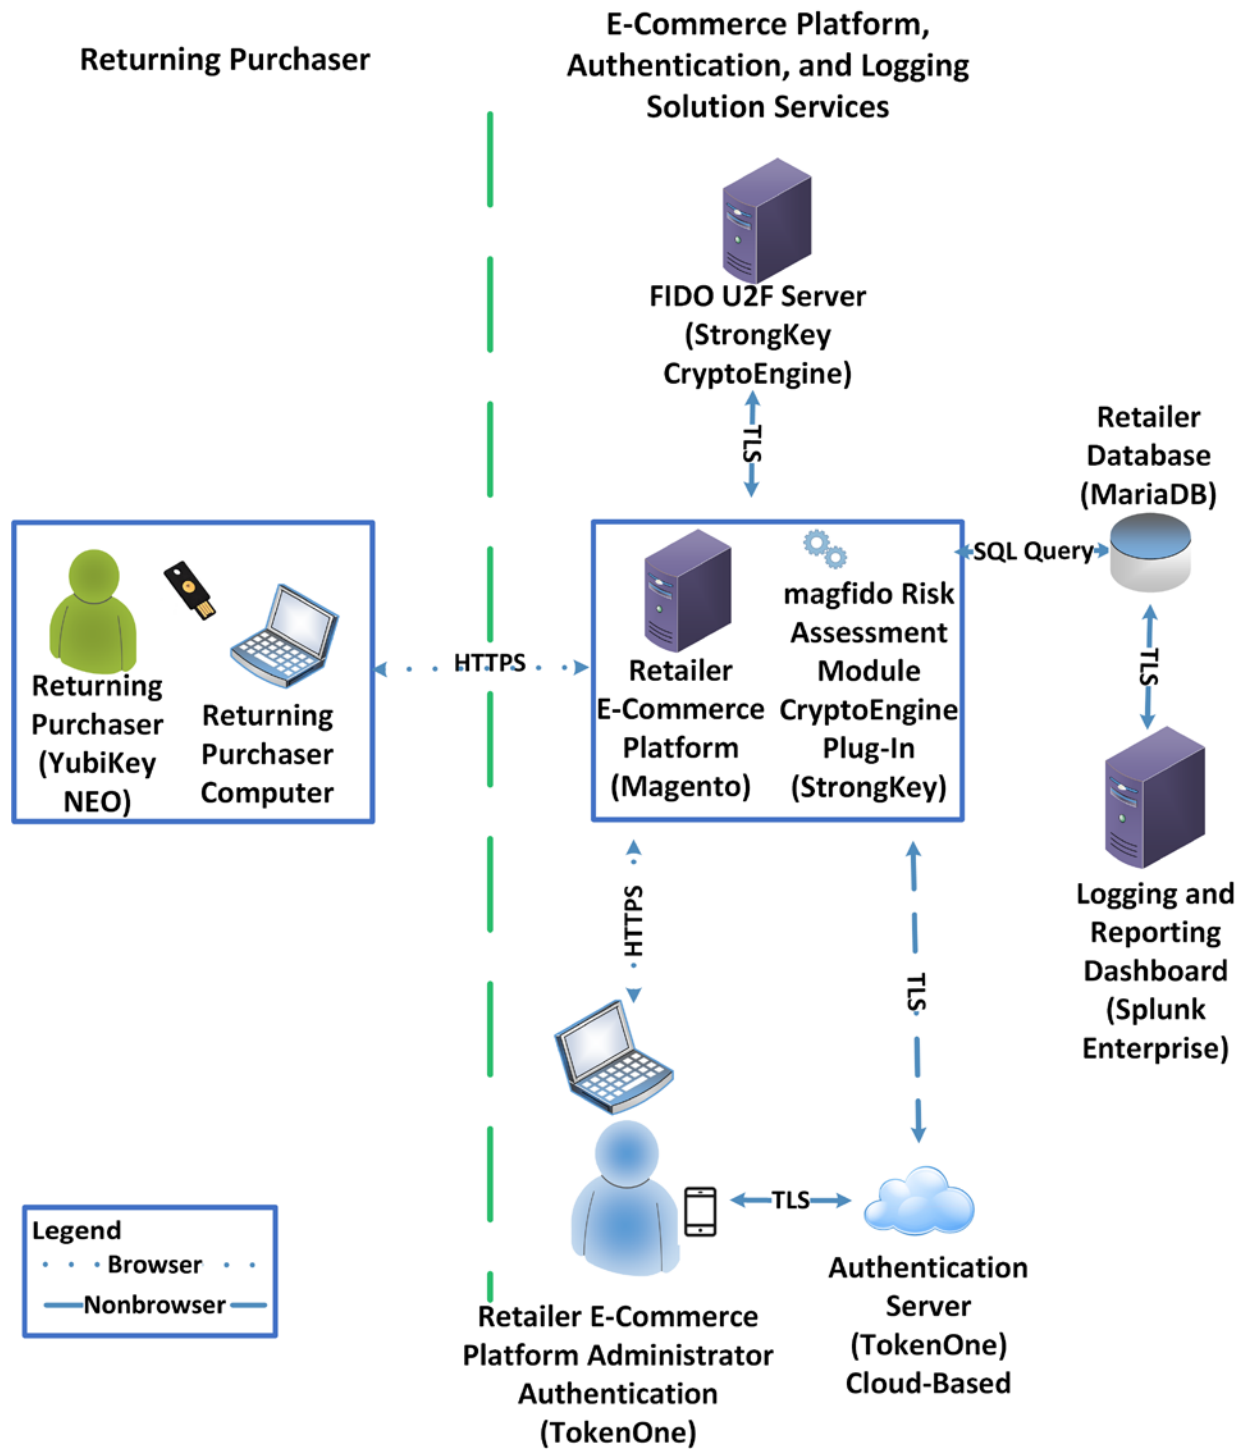 Returning Purchaser
E-Commerce Platform,
Authentication, and Logging
Solution Services
FIDO U2F Server
(StrongKey
CryptoEngine)
TLS
Retailer
Database
(MariaDB)
SQL Query
TLS
Returning
Purchaser
(YubiKey
NEO)
Returning
Purchaser
Computer
HTTPS
Retailer
E-Commerce
Platform
(Magento)
magfido Risk
Assessment
Module
CryptoEngine
Plug-In
(StrongKey)
Logging and
Reporting
Dashboard
(Splunk
Enterprise)
HTTPS
TLS
TLS
Legend
Browser
Nonbrowser
Retailer E-Commerce
Platform Administrator
Authentication
(TokenOne)
Authentication
Server
(TokenOne)
Cloud-Based